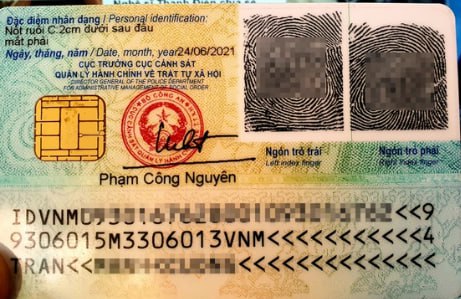 Đặc điểm nhân dạng / Personal identification:
Nốt ruồi C.2cm dưới sau đầu
mắt phải
Ngày, tháng, năm / Date, month, year 24/06/2021
CỤC TRƯỞNG CỤC CẢNH SÁT
QUẢN LÝ HÀNH CHÍNH VỀ TRẬT TỰ XÃ HỘI
DIRECTOR GENERAL OF THE POLICE DEPARTMENT
FOR ADMINISTRATIVE MANAGEMENT OF SOCIAL ORDER
BỘ CÔNG AN
Phạm Công Nguyên
Ngón trỏ trái
Left index finger
Ngón trỏ phải
Right index finger
IDVNM <<9
9306015M3306013VNM<<<<<<<<<<<4
TRAN<<